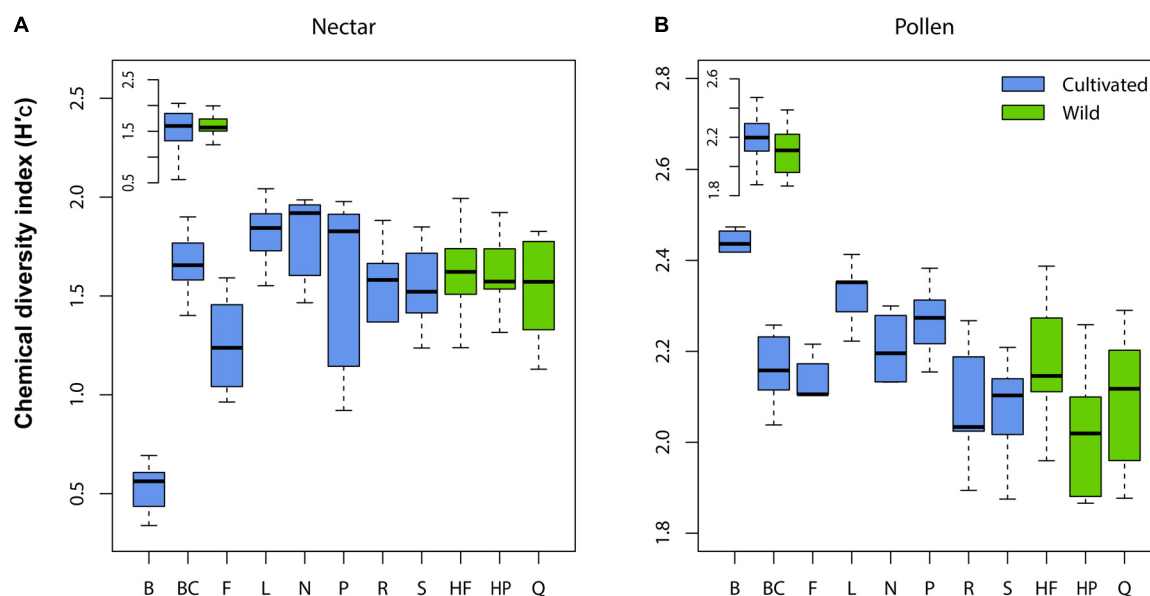 A
Nectar
B
Pollen
Chemical diversity index (H'c)
2.5
2.0
1.5
1.0
0.5
2.5
1.5
0.5
B BC F L N P R S HF HP Q
2.8
2.6
2.4
2.2
2.0
1.8
2.6
2.2
1.8
Cultivated
Wild
B BC F L N P R S HF HP Q